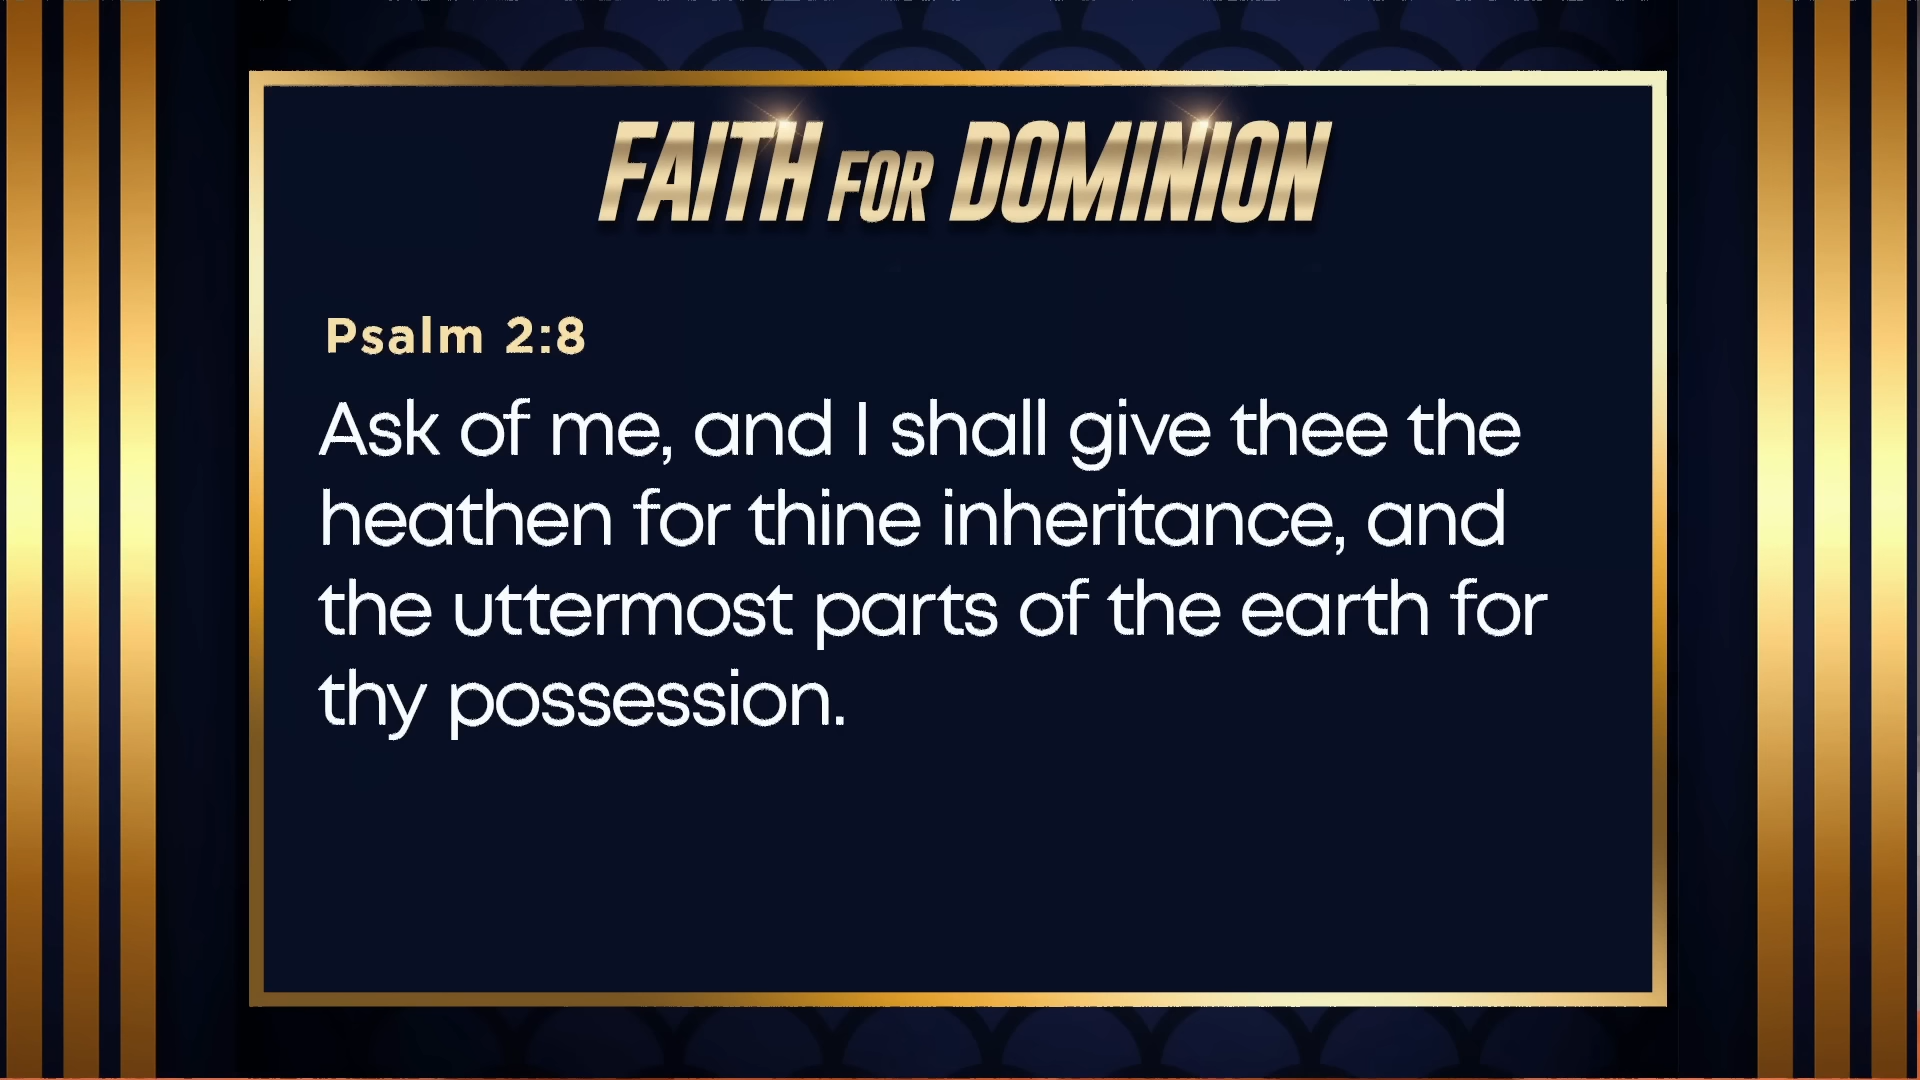 FAITH FOR DOMINION
Psalm 2:8
Ask of me, and I shall give thee the
heathen for thine inheritance, and
the uttermost parts of the earth for
thy possession.